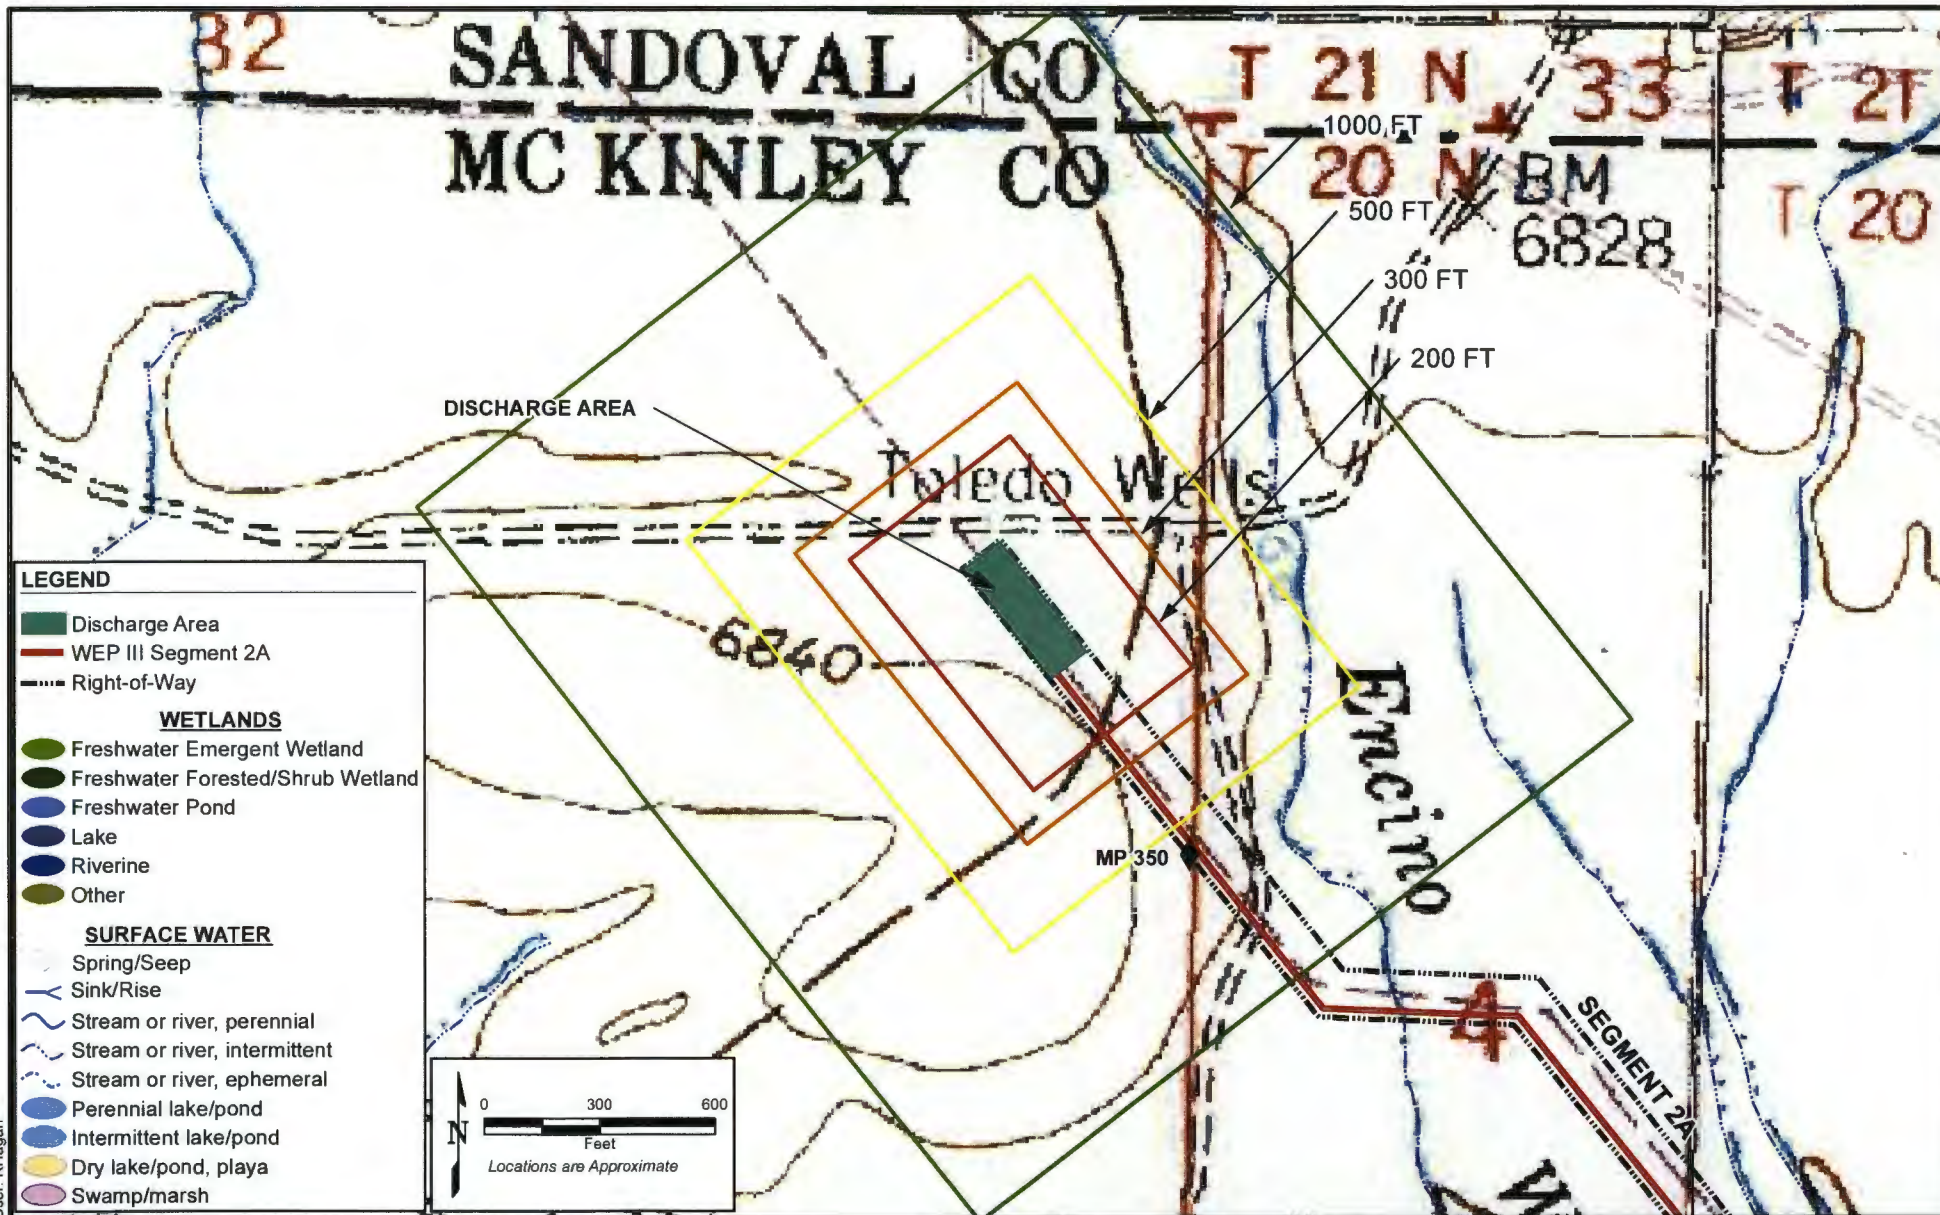 32
SANDOVAL CO
T 21 N
33
T 21
1000 FT
MC KINLEY CO
T 20 N
BM
6828
T 20
500 FT
300 FT
200 FT
DISCHARGE AREA
Toledo Wells
6840
Encino
MP 350
4
SEGMENT 2A
W
LEGEND
Discharge Area
WEP III Segment 2A
Right-of-Way
WETLANDS
Freshwater Emergent Wetland
Freshwater Forested/Shrub Wetland
Freshwater Pond
Lake
Riverine
Other
SURFACE WATER
Spring/Seep
Sink/Rise
Stream or river, perennial
Stream or river, intermittent
Stream or river, ephemeral
Perennial lake/pond
Intermittent lake/pond
Dry lake/pond, playa
Swamp/marsh
0 300 600
Feet
N
Locations are Approximate